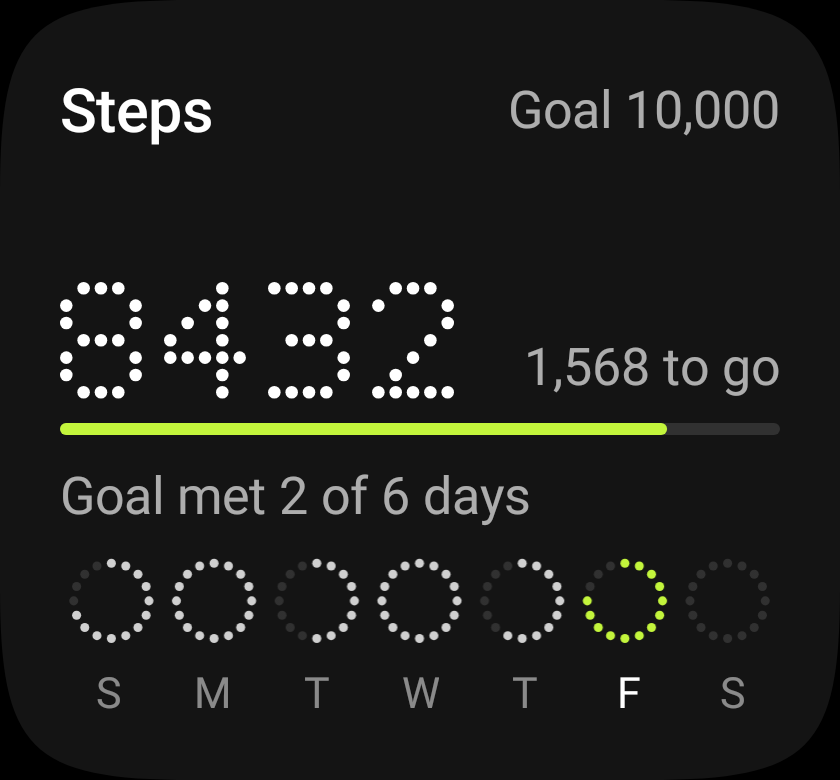 Steps
Goal 10,000
8432
1,568 to go
Goal met 2 of 6 days
S M T W T F S